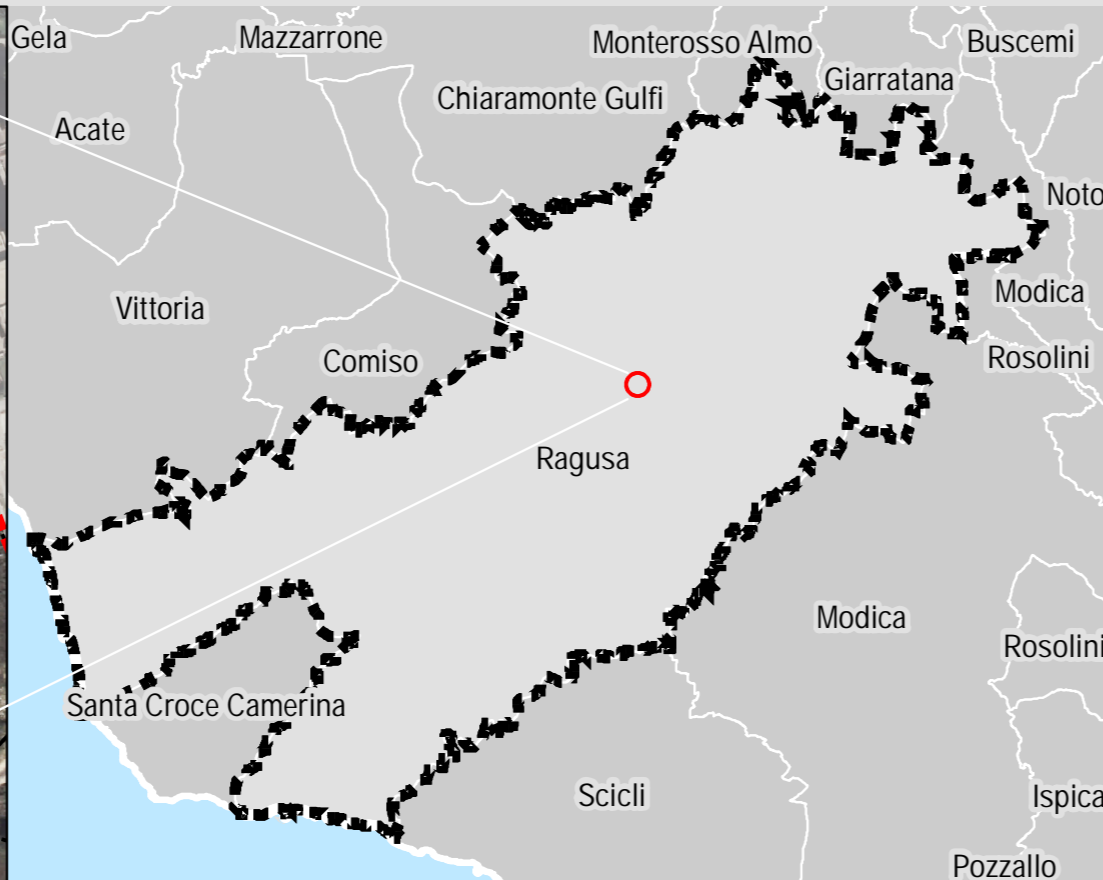 Gela
Mazzarrone
Monterosso Almo
Buscemi
Giarratana
Chiaramonte Gulfi
Acate
Noto
Modica
Vittoria
Comiso
Rosolini
Ragusa
Modica
Rosolini
Santa Croce Camerina
Scicli
Ispica
Pozzallo